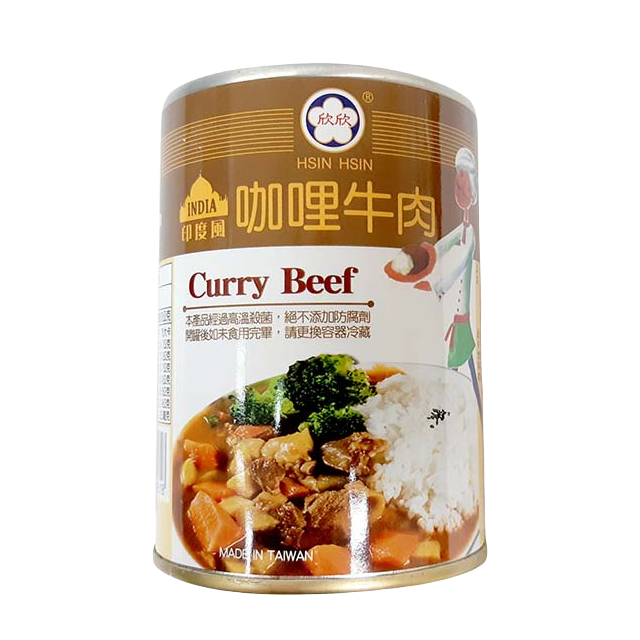 欣欣
®
HSIN HSIN
INDIA
印度風
咖哩牛肉
Curry Beef
本產品經過高溫殺菌，絕不添加防腐劑
開罐後如未食用完畢，請更換容器冷藏
MADE IN TAIWAN